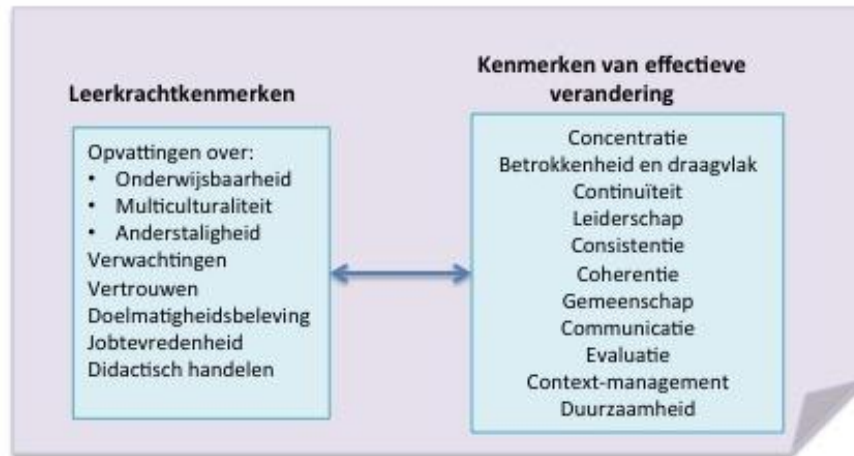 Leerkrachtkenmerken
Opvattingen over:
• Onderwijsbaarheid
• Multiculturaliteit
• Anderstaligheid
Verwachtingen
Vertrouwen
Doelmatigheidsbeleving
Jobtevredenheid
Didactisch handelen
Kenmerken van effectieve
verandering
Concentratie
Betrokkenheid en draagvlak
Continuïteit
Leiderschap
Consistentie
Coherentie
Gemeenschap
Communicatie
Evaluatie
Context-management
Duurzaamheid